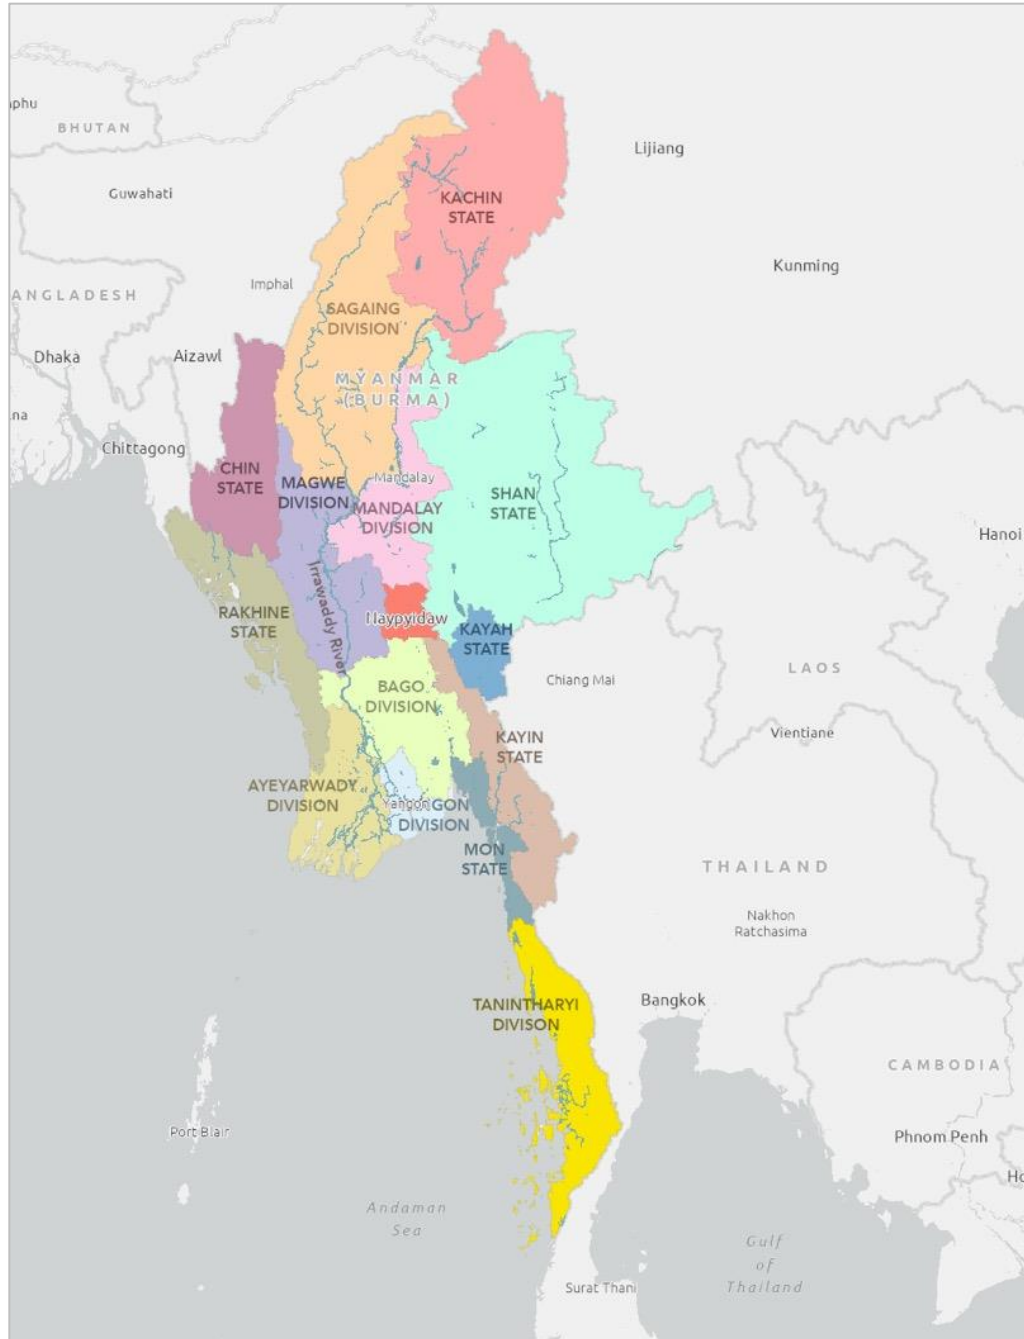 BHUTAN
Guwahati
Lijiang
KACHIN
STATE
Kunming
Imphal
ANGLADESH
SAGAING
DIVISION
Dhaka
Aizawl
MYANMAR
(BURMA)
na
Chittagong
CHIN
STATE
MAGWE
DIVISION
Mandalay
MANDALAY
DIVISION
SHAN
STATE
Hanoi
Irrawaddy River
RAKHINE
STATE
Naypyidaw
KAYAH
STATE
Chiang Mai
LAOS
BAGO
DIVISION
KAYIN
STATE
Vientiane
AYEYARWADY
DIVISION
Yangon
GON
DIVISION
MON
STATE
THAILAND
Nakhon
Ratchasima
TANINTHARYI
DIVISON
Bangkok
CAMBODIA
Port Blair
Phnom Penh
Andaman
Sea
Gulf
of
Thailand
Surat Thani